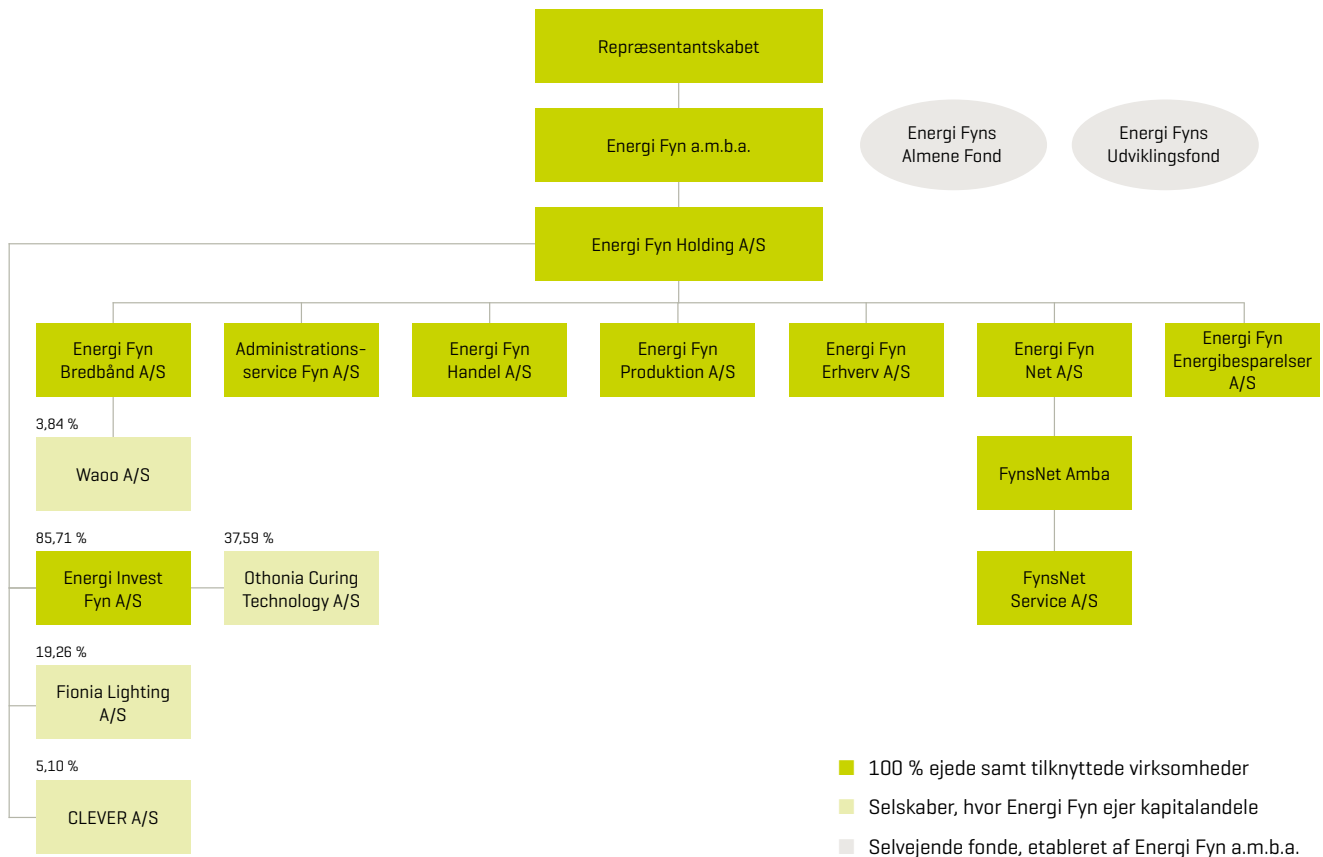 Repræsentantskabet
Energi Fyn a.m.b.a.
Energi Fyns
Almene Fond
Energi Fyns
Udviklingsfond
Energi Fyn Holding A/S
Energi Fyn
Bredbånd A/S
Administrations-
service Fyn A/S
Energi Fyn
Handel A/S
Energi Fyn
Produktion A/S
Energi Fyn
Erhverv A/S
Energi Fyn
Net A/S
Energi Fyn
Energibesparelser
A/S
3,84 %
Waoo A/S
FynsNet Amba
85,71 %
Energi Invest
Fyn A/S
37,59 %
Othonia Curing
Technology A/S
FynsNet
Service A/S
19,26 %
Fionia Lighting
A/S
5,10 %
CLEVER A/S
100 % ejede samt tilknyttede virksomheder
Selskaber, hvor Energi Fyn ejer kapitalandele
Selvejende fonde, etableret af Energi Fyn a.m.b.a.